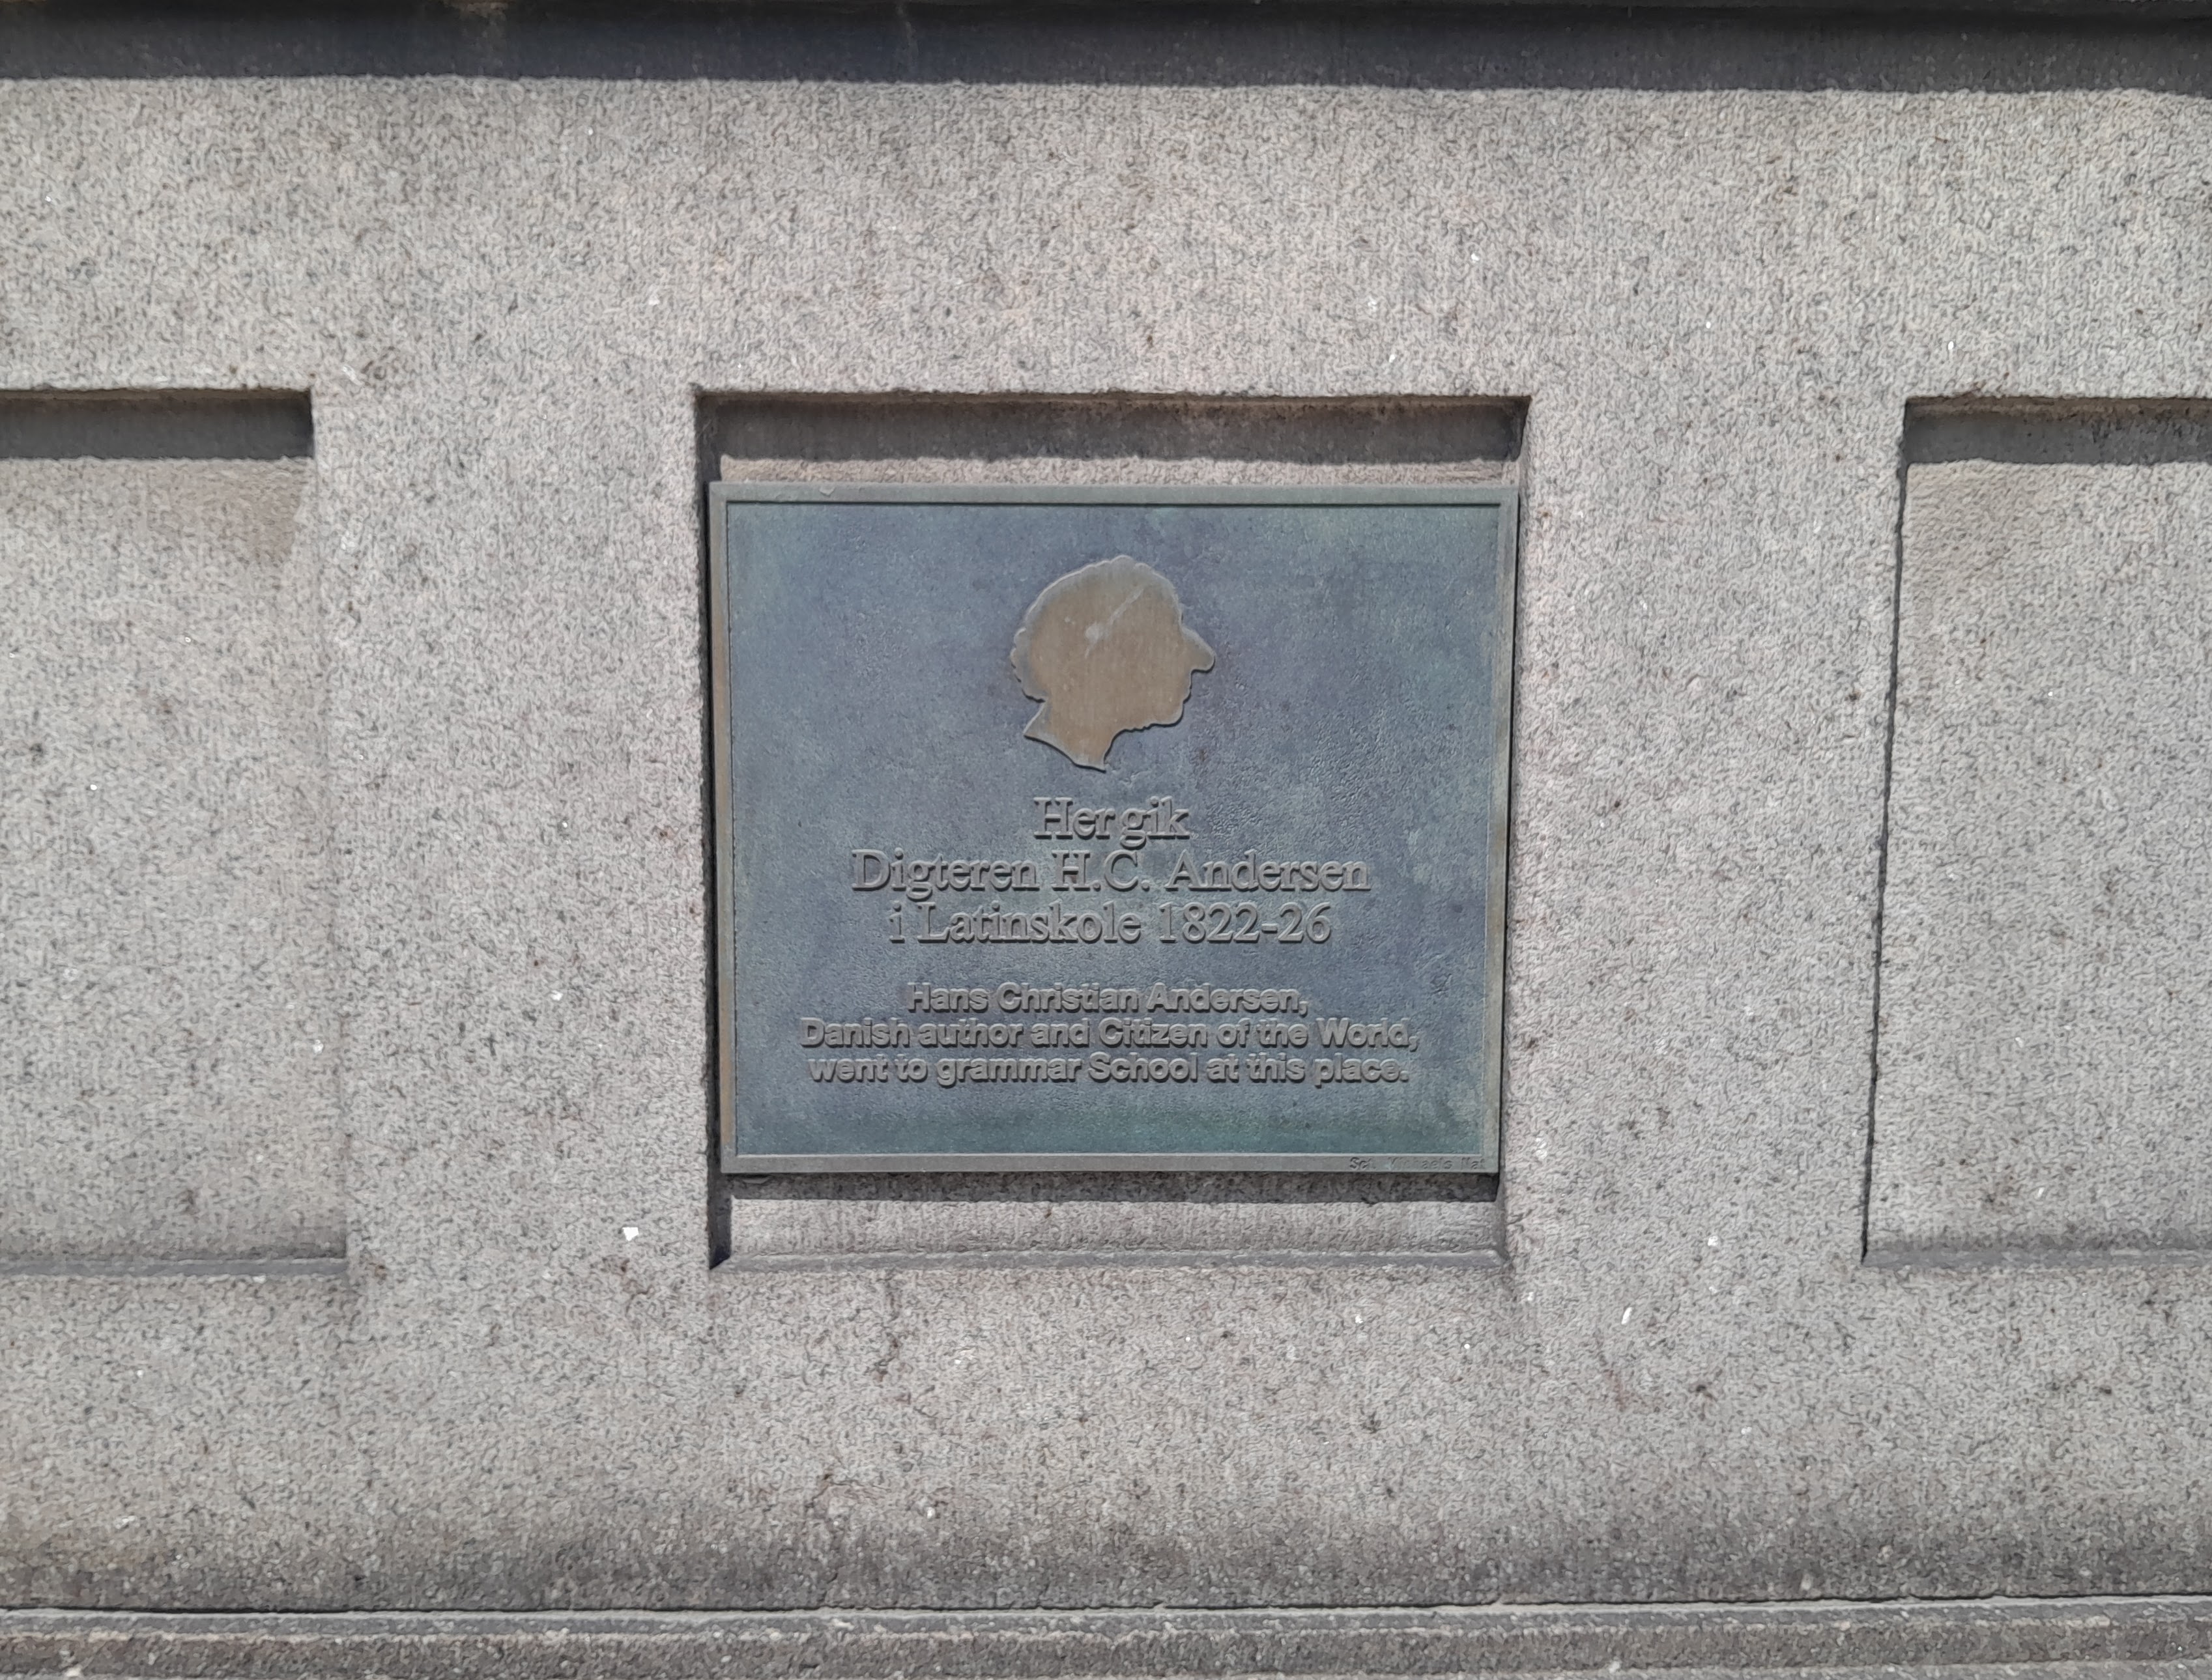 Her gik
Digteren H.C. Andersen
i Latinskole 1822-26
Hans Christian Andersen,
Danish author and Citizen of the World,
went to grammar School at this place.